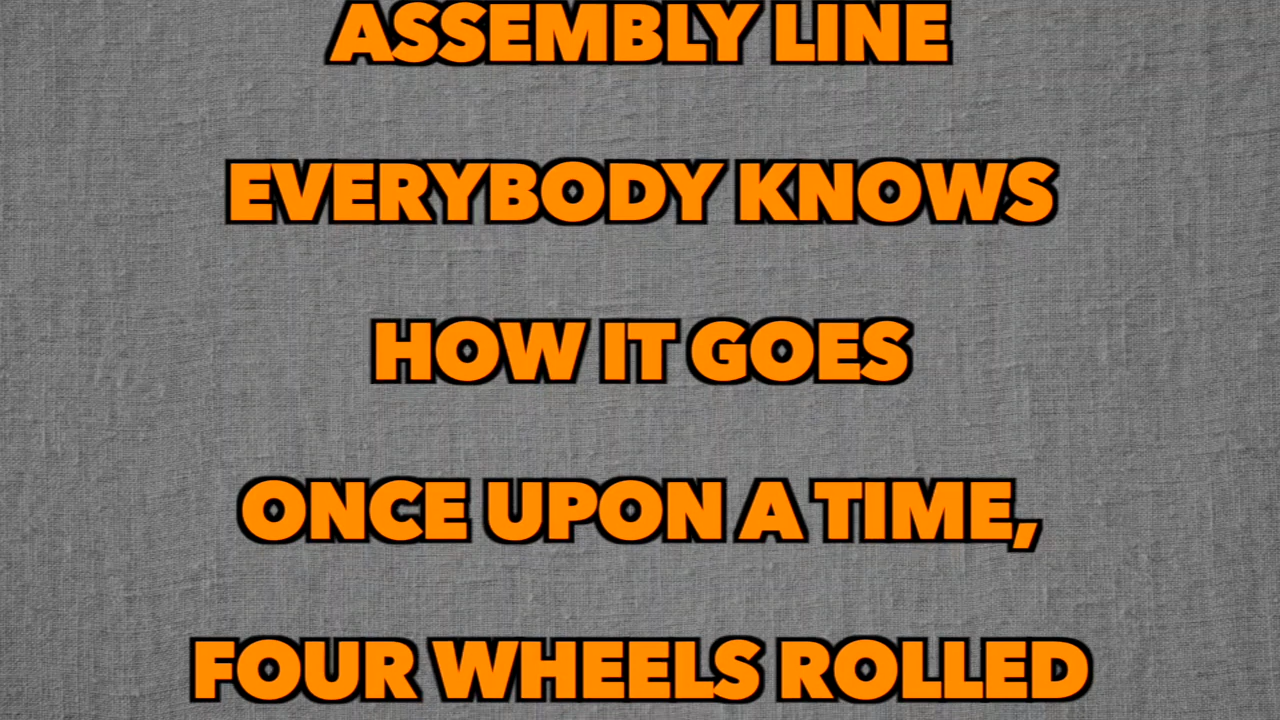 ASSEMBLY LINE
EVERYBODY KNOWS
HOW IT GOES
ONCE UPON A TIME,
FOUR WHEELS ROLLED